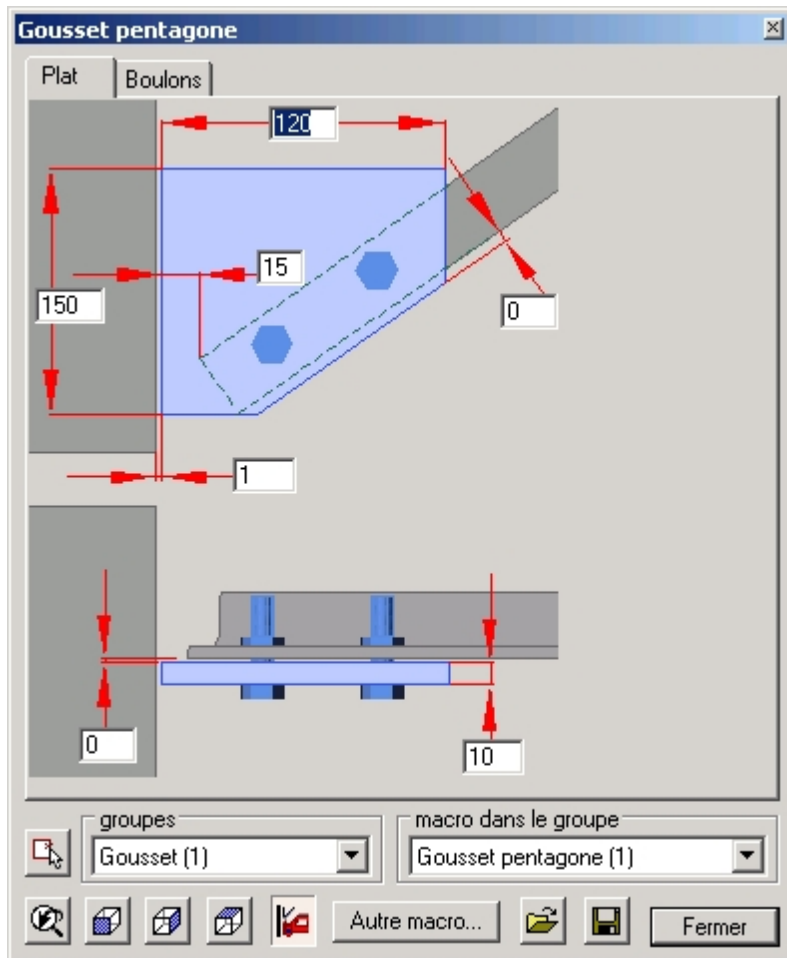 Gousset pentagone
Plat
Boulons
120
15
150
0
1
0
10
groupes
macro dans le groupe
Gousset (1)
Gousset pentagone (1)
Autre macro...
Fermer